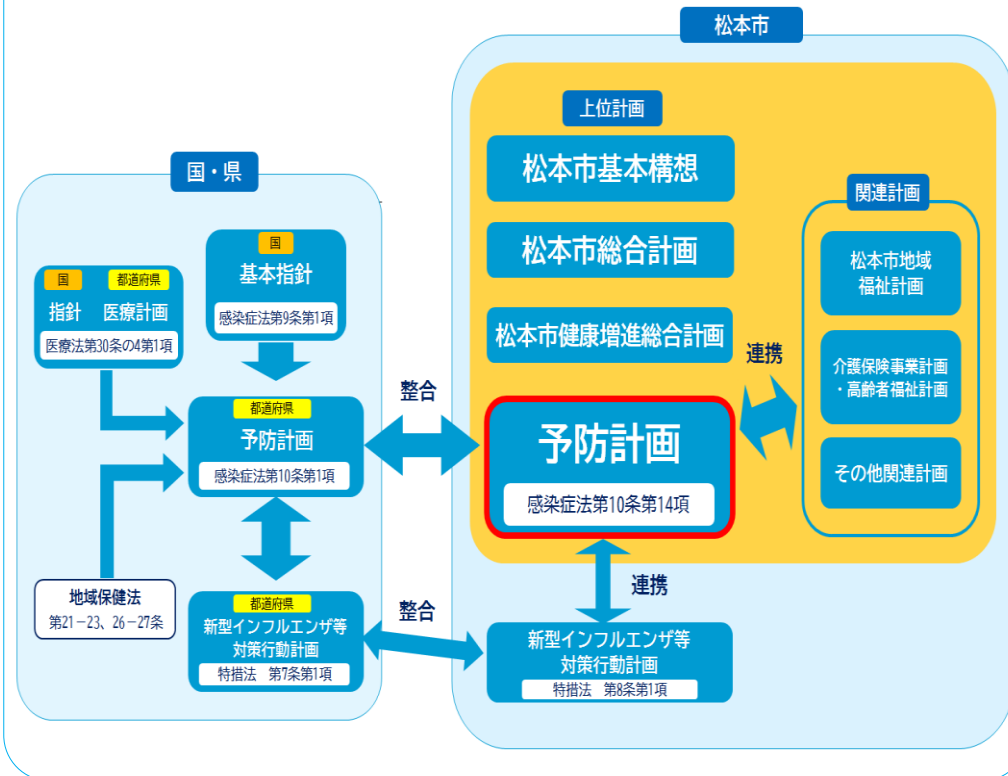 松本市
上位計画
松本市基本構想
松本市総合計画
松本市健康増進総合計画
予防計画
感染症法第10条第14項
連携
関連計画
松本市地域
福祉計画
介護保険事業計画
・高齢者福祉計画
その他関連計画
連携
新型インフルエンザ等
対策行動計画
特措法　第8条第1項
整合
整合
国・県
国
基本指針
感染症法第9条第1項
国　都道府県
指針　医療計画
医療法第30条の4第1項
都道府県
予防計画
感染症法第10条第1項
地域保健法
第21－23、26－27条
都道府県
新型インフルエンザ等
対策行動計画
特措法　第7条第1項